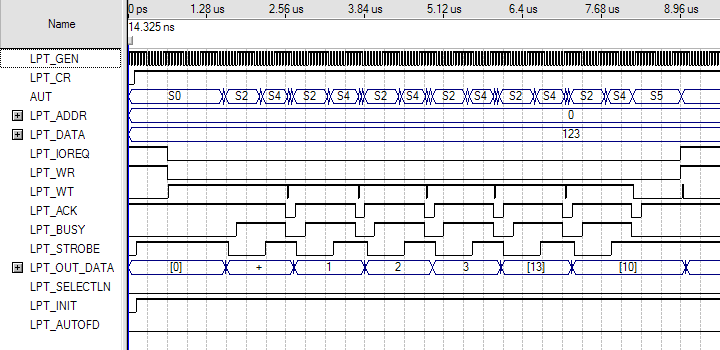 Name
0 ps 1.28 us 2.56 us 3.84 us 5.12 us 6.4 us 7.68 us 8.96 us
14.325 ns
LPT_GEN
LPT_CR
AUT S0 S2 S4 S2 S4 S2 S4 S2 S4 S2 S4 S2 S4 S5
LPT_ADDR 0
LPT_DATA 123
LPT_IOREQ
LPT_WR
LPT_WT
LPT_ACK
LPT_BUSY
LPT_STROBE
LPT_OUT_DATA [0] + 1 2 3 [13] [10]
LPT_SELECTLN
LPT_INIT
LPT_AUTOFD